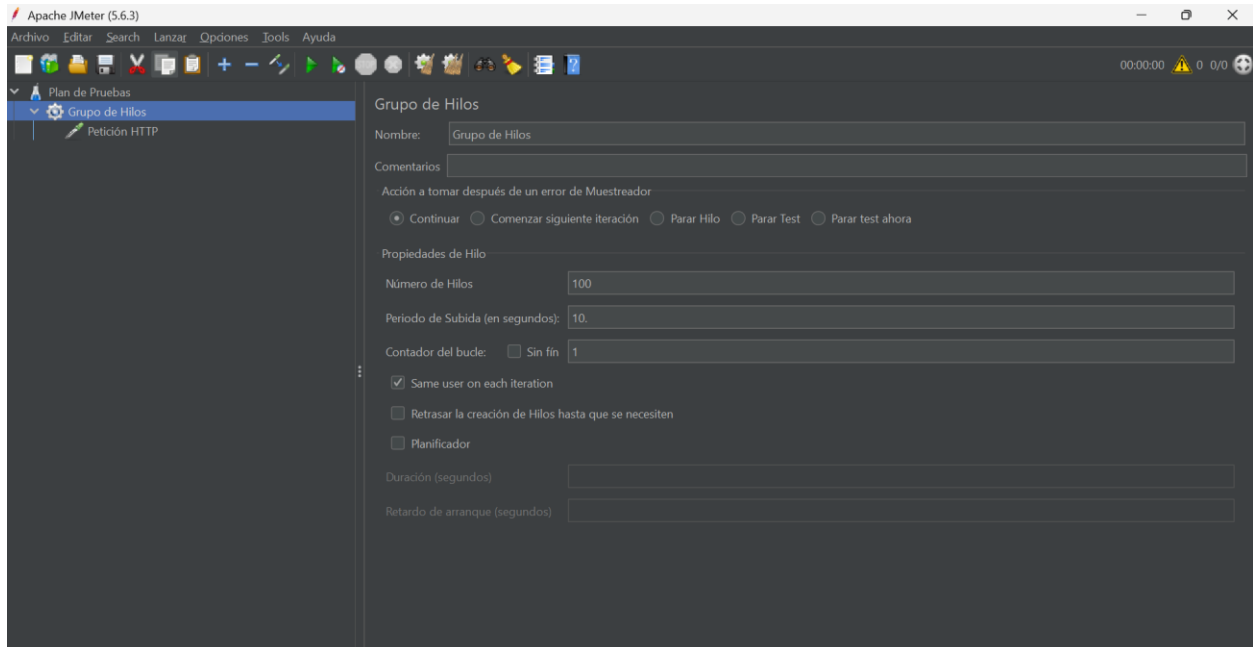 Apache JMeter (5.6.3)
Archivo Editar Search Lanzar Opciones Tools Ayuda
00:00:00 0 0/0
Plan de Pruebas
Grupo de Hilos
Petición HTTP
Grupo de Hilos
Nombre: Grupo de Hilos
Comentarios
Acción a tomar después de un error de Muestreador
Continuar Comenzar siguiente iteración Parar Hilo Parar Test Parar test ahora
Propiedades de Hilo
Número de Hilos 100
Periodo de Subida (en segundos): 10.
Contador del bucle: Sin fín 1
Same user on each iteration
Retrasar la creación de Hilos hasta que se necesiten
Planificador
Duración (segundos)
Retardo de arranque (segundos)